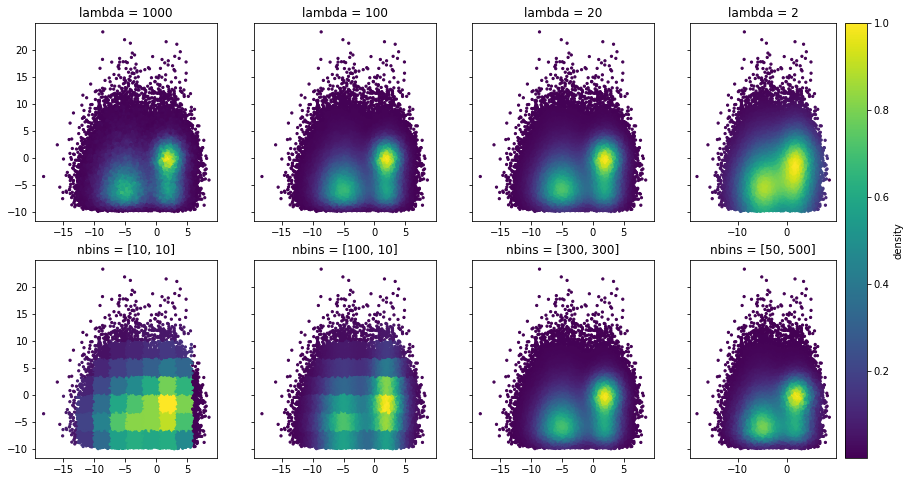 lambda = 1000
lambda = 100
lambda = 20
lambda = 2
20
15
10
5
0
−5
−10
−15 −10 −5 0 5
−15 −10 −5 0 5
−15 −10 −5 0 5
−10 0
nbins = [10, 10]
nbins = [100, 10]
nbins = [300, 300]
nbins = [50, 500]
20
15
10
5
0
−5
−10
−15 −10 −5 0 5
−15 −10 −5 0 5
−15 −10 −5 0 5
−10 0
1.0
0.8
0.6
0.4
0.2
density